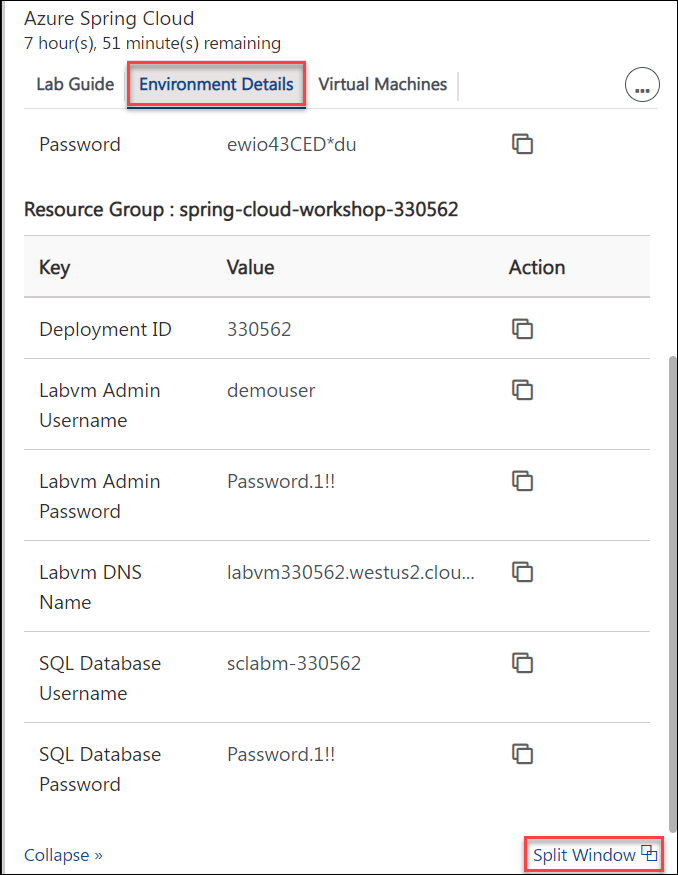 Azure Spring Cloud
7 hour(s), 51 minute(s) remaining
Lab Guide Environment Details Virtual Machines ...
Password ewio43CED*du
Resource Group : spring-cloud-workshop-330562
Key Value Action
Deployment ID 330562
Labvm Admin demouser
Username
Labvm Admin Password.1!!
Password
Labvm DNS labvm330562.westus2.clou...
Name
SQL Database sclabm-330562
Username
SQL Database Password.1!!
Password
Collapse » Split Window